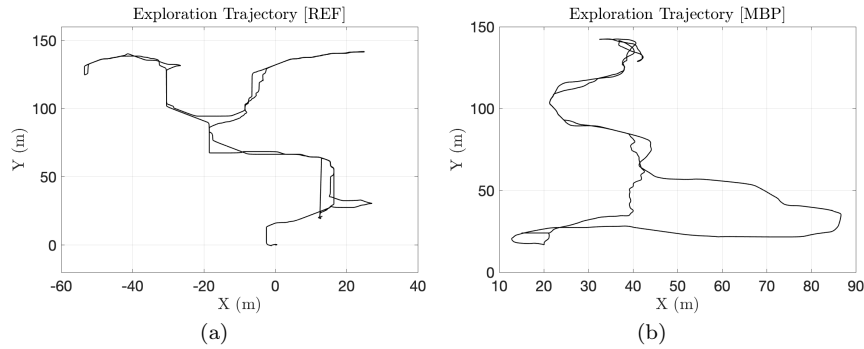 Exploration Trajectory [REF]
150
100
50
0
Y (m)
-60
-40
-20
0
20
40
X (m)
(a)
Exploration Trajectory [MBP]
150
100
50
0
Y (m)
10
20
30
40
50
60
70
80
90
X (m)
(b)